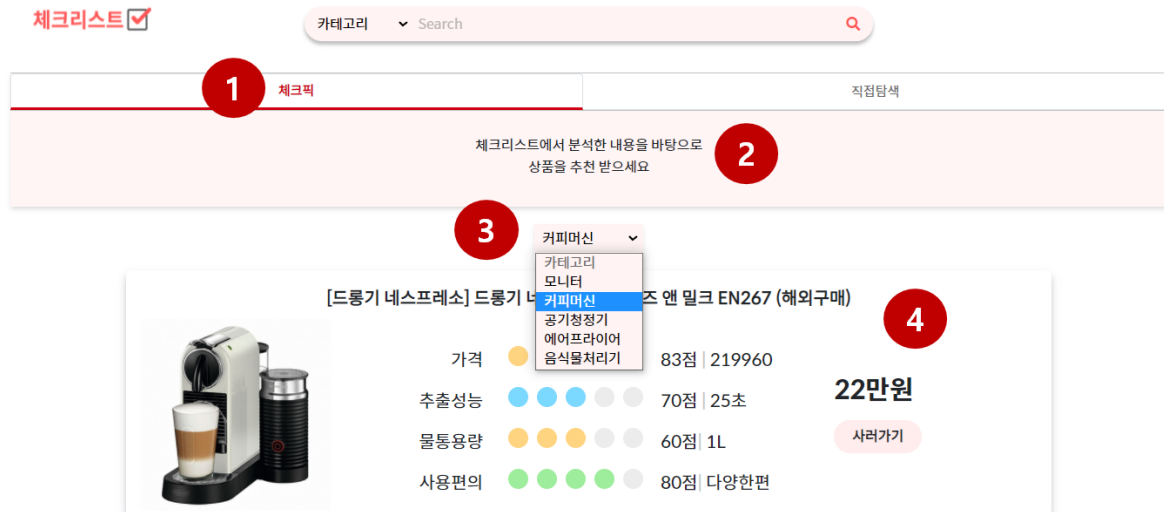 체크리스트
카테고리 Search
1 체크픽 직접탐색
체크리스트에서 분석한 내용을 바탕으로
상품을 추천 받으세요
2
3 커피머신
카테고리
모니터
커피머신
공기청정기
에어프라이어
음식물처리기
[드롱기 네스프레소] 드롱기 앤 밀크 EN267 (해외구매)
4
가격 83점 | 219960
추출성능 70점 | 25초
물통용량 60점 | 1L
사용편의 80점 | 다양한편
22만원
사러가기